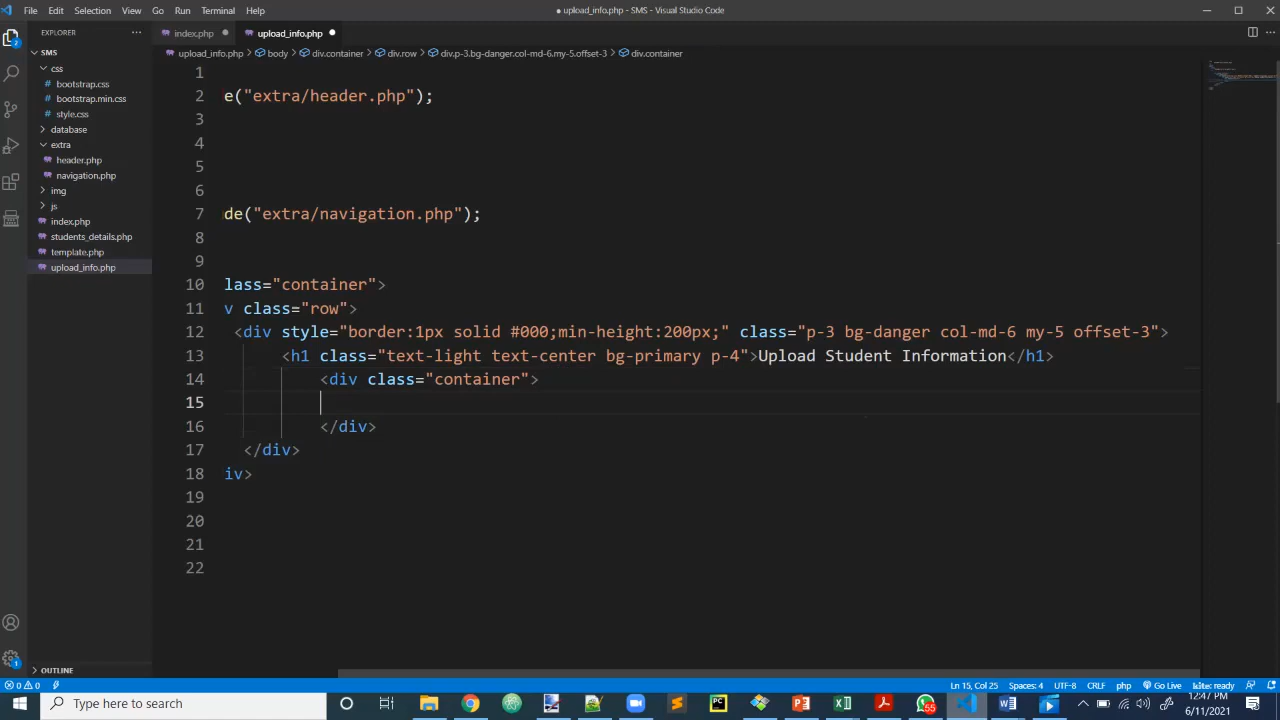 File Edit Selection View Go Run Terminal Help
● upload_info.php - SMS - Visual Studio Code
EXPLORER
index.php
upload_info.php
SMS
upload_info.php > body > div.container > div.row > div.p-3.bg-danger.col-md-6.my-5.offset-3 > div.container
css
bootstrap.css
bootstrap.min.css
style.css
database
extra
header.php
navigation.php
img
js
index.php
students_details.php
template.php
upload_info.php
1
2 e("extra/header.php");
3
4
5
6
7 de("extra/navigation.php");
8
9
10 lass="container">
11 v class="row">
12 <div style="border:1px solid #000;min-height:200px;" class="p-3 bg-danger col-md-6 my-5 offset-3">
13 <h1 class="text-light text-center bg-primary p-4">Upload Student Information</h1>
14 <div class="container">
15
16 </div>
17 </div>
18 iv>
19
20
21
22
OUTLINE
2
1
0 0
Ln 15, Col 25 Spaces: 4 UTF-8 CRLF php Go Live kite: ready
Type here to search
PC
55
12:47 PM
6/11/2021